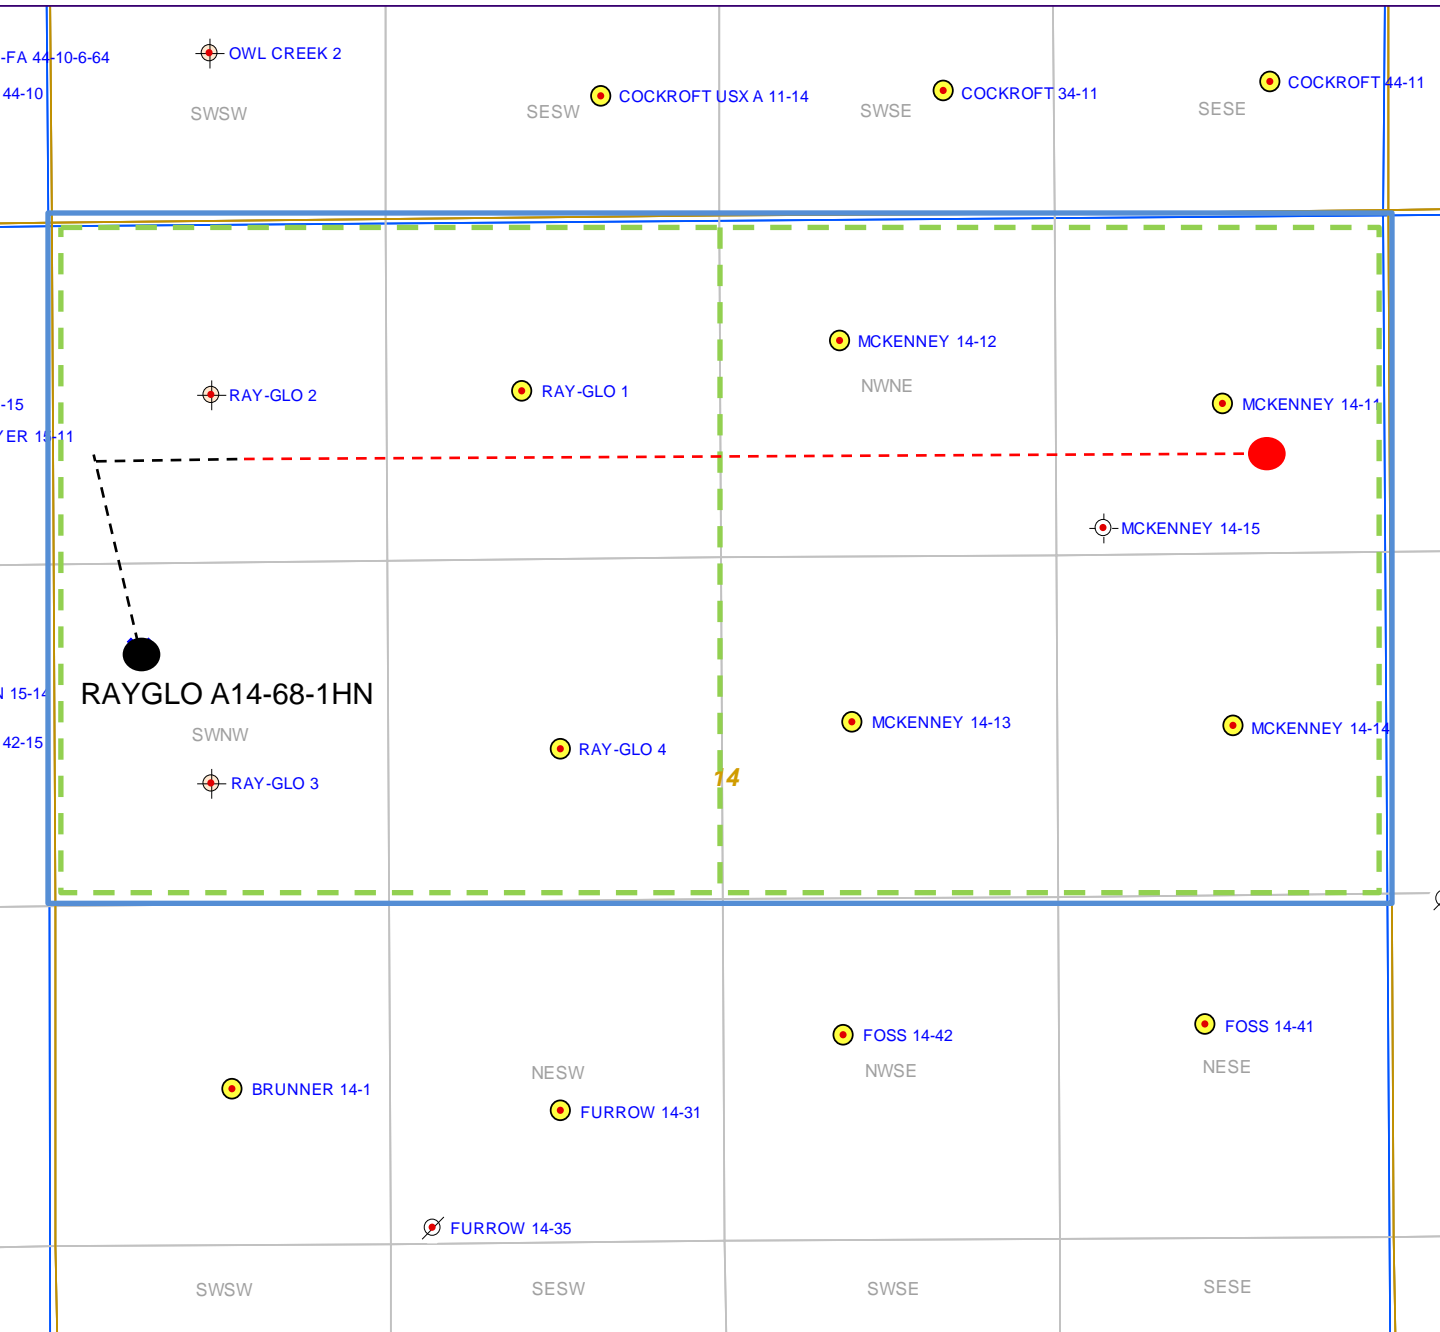 OWL CREEK 2
-FA 44-10-6-64
COCKROFT 44-11
44-10
COCKROFT USX A 11-14
COCKROFT 34-11
SWSW
SESW
SWSE
SESE
MCKENNEY 14-12
NWNE
RAY-GLO 2
RAY-GLO 1
-15
MCKENNEY 14-11
YER 15-11
MCKENNEY 14-15
N 15-14
RAYGLO A14-68-1HN
MCKENNEY 14-13
MCKENNEY 14-14
SWNW
42-15
RAY-GLO 4
14
RAY-GLO 3
FOSS 14-42
FOSS 14-41
NESW
NWSE
NESE
BRUNNER 14-1
FURROW 14-31
FURROW 14-35
SWSW
SESW
SWSE
SESE